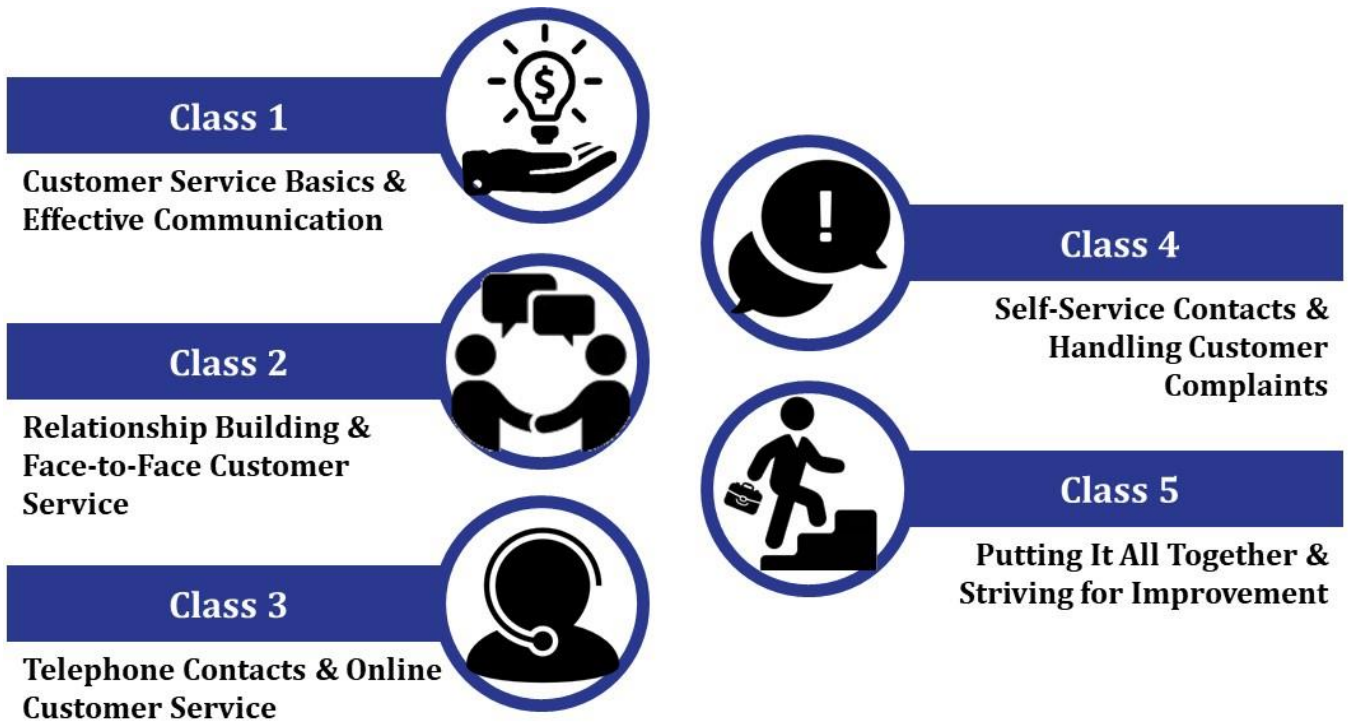 Class 1
Customer Service Basics &
Effective Communication
Class 2
Relationship Building &
Face-to-Face Customer
Service
Class 3
Telephone Contacts & Online
Customer Service
Class 4
Self-Service Contacts &
Handling Customer
Complaints
Class 5
Putting It All Together &
Striving for Improvement
$
!